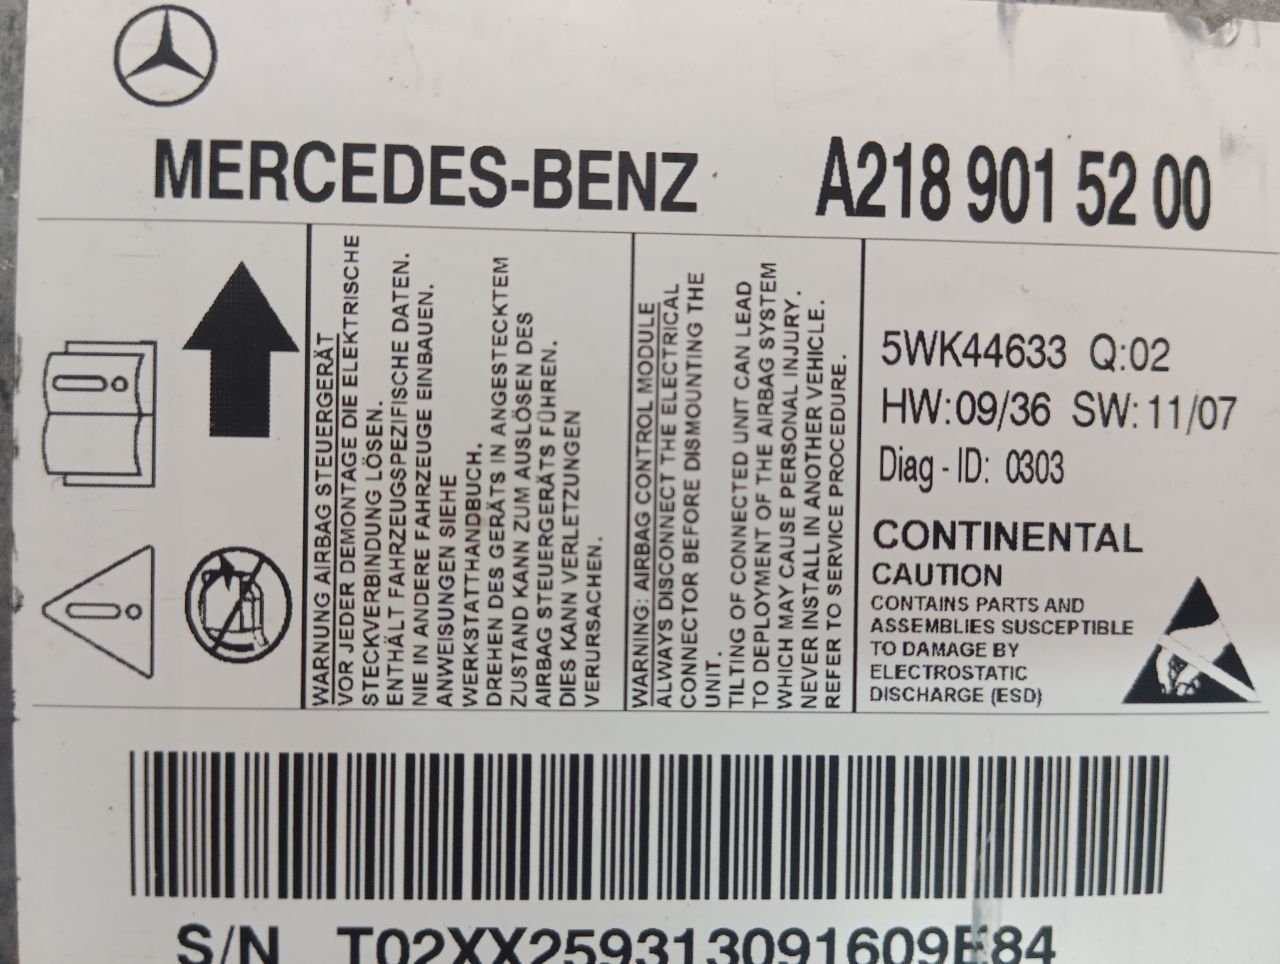 MERCEDES-BENZ A218 901 52 00
WARNUNG AIRBAG STEUERGERÄT
VOR JEDER DEMONTAGE DIE ELEKTRISCHE
STECKVERBINDUNG LÖSEN.
ENTHÄLT FAHRZEUGSPEZIFISCHE DATEN.
NIE IN ANDERE FAHRZEUGE EINBAUEN.
ANWEISUNGEN SIEHE
WERKSTATTHANDBUCH.
DREHEN DES GERÄTS IN ANGESTECKTEM
ZUSTAND KANN ZUM AUSLÖSEN DES
AIRBAG STEUERGERÄTS FÜHREN.
DIES KANN VERLETZUNGEN
VERURSACHEN.
WARNING: AIRBAG CONTROL MODULE
ALWAYS DISCONNECT THE ELECTRICAL
CONNECTOR BEFORE DISMOUNTING THE
UNIT.
TILTING OF CONNECTED UNIT CAN LEAD
TO DEPLOYMENT OF THE AIRBAG SYSTEM
WHICH MAY CAUSE PERSONAL INJURY.
NEVER INSTALL IN ANOTHER VEHICLE.
REFER TO SERVICE PROCEDURE.
5WK44633 Q:02
HW:09/36 SW:11/07
Diag-ID: 0303
CONTINENTAL
CAUTION
CONTAINS PARTS AND
ASSEMBLIES SUSCEPTIBLE
TO DAMAGE BY
ELECTROSTATIC
DISCHARGE (ESD)
S/N T02XX259313091609E84